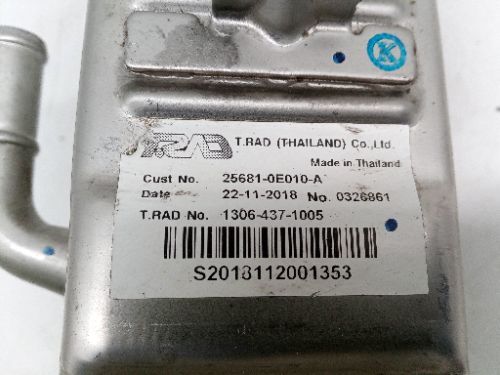 K
T.RAD
T.RAD (THAILAND) Co.,Ltd.
Made in Thailand
Cust No. 25681-0E010-A
Date 22-11-2018 No. 0326861
T.RAD No. 1306-437-1005
S2018112001353